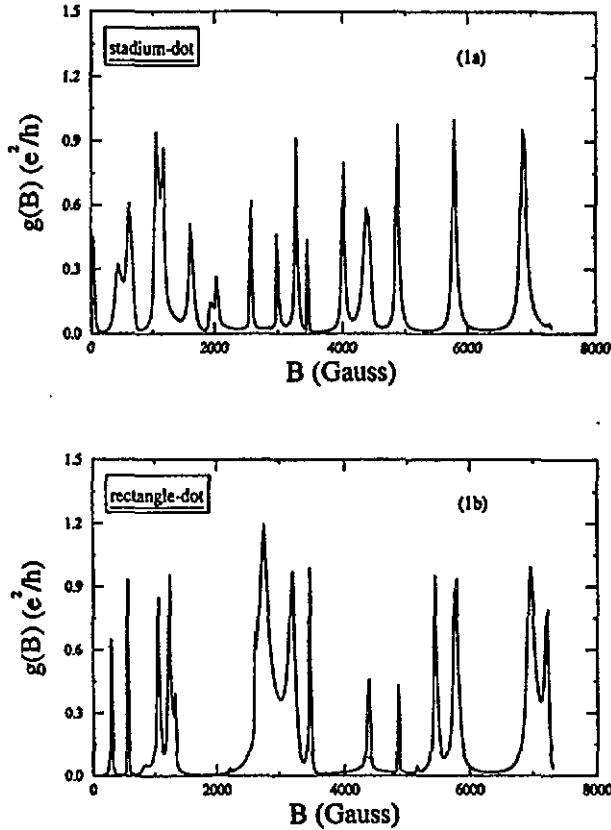 1.5
stadium-dot
(1a)
1.2
0.9
0.6
0.3
0.0
g(B) (e²/h)
0 2000 4000 6000 8000
B (Gauss)
1.5
rectangle-dot
(1b)
1.2
0.9
0.6
0.3
0.0
g(B) (e²/h)
0 2000 4000 6000 8000
B (Gauss)